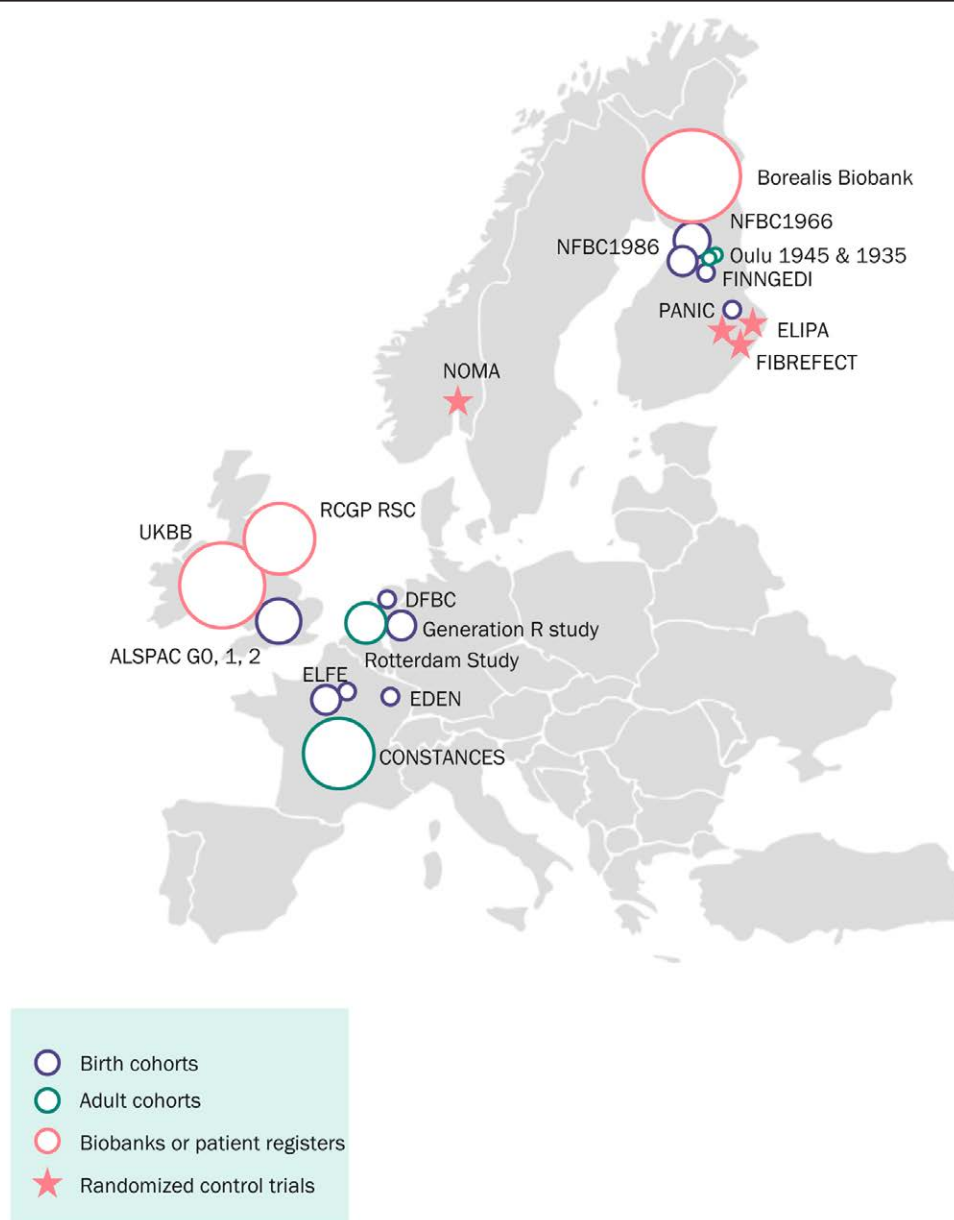 Borealis Biobank
NFBC1966
NFBC1986
Oulu 1945 & 1935
FINNGEDI
PANIC
ELIPA
FIBREFECT
NOMA
RCGP RSC
UKBB
DFBC
Generation R study
ALSPAC G0, 1, 2
Rotterdam Study
ELFE
EDEN
CONSTANCES
Birth cohorts
Adult cohorts
Biobanks or patient registers
Randomized control trials